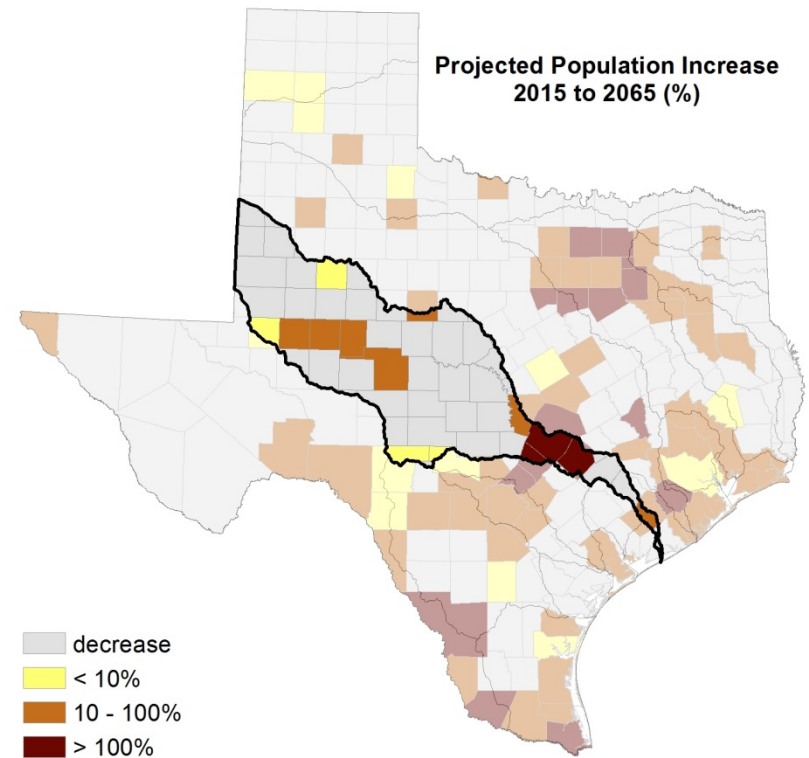 Projected Population Increase
2015 to 2065 (%)
decrease
< 10%
10 - 100%
> 100%